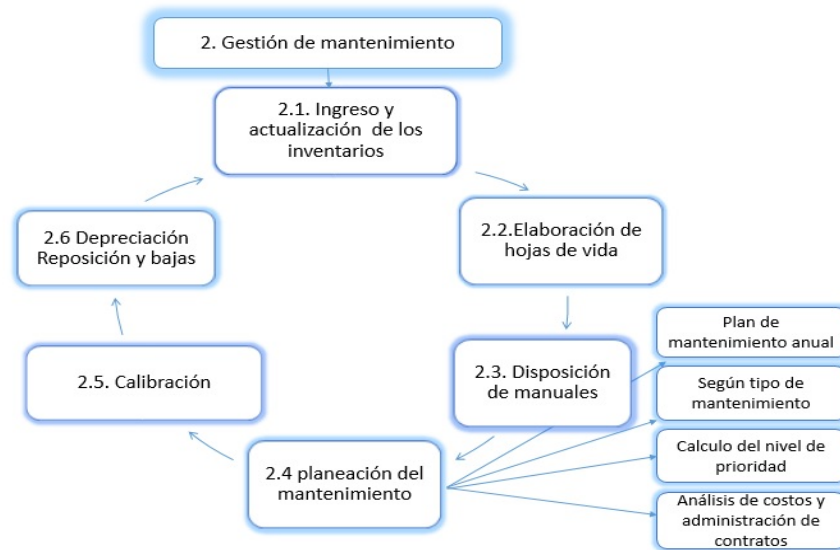 2. Gestión de mantenimiento
2.1. Ingreso y
actualización de los
inventarios
2.2.Elaboración de
hojas de vida
2.3. Disposición
de manuales
2.4 planeación del
mantenimiento
Plan de
mantenimiento anual
Según tipo de
mantenimiento
Calculo del nivel de
prioridad
Análisis de costos y
administración de
contratos
2.5. Calibración
2.6 Depreciación
Reposición y bajas